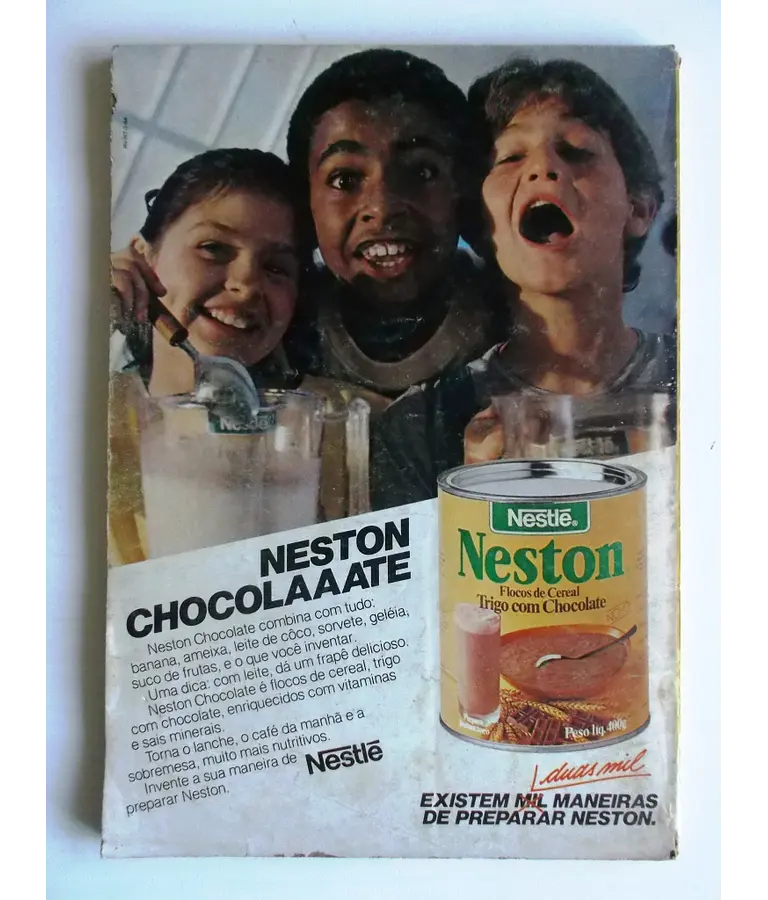 Nestlé
NESTON
CHOCOLAAATE
Neston Chocolate combina com tudo:
banana, ameixa, leite de côco, sorvete, geléia,
suco de frutas, e o que você inventar.
Uma dica: com leite, dá um frapê delicioso.
Neston Chocolate é flocos de cereal, trigo
com chocolate, enriquecidos com vitaminas
e sais minerais.
Torna o lanche, o café da manhã e a
sobremesa, muito mais nutritivos.
Invente a sua maneira de
preparar Neston.
Nestlé
Nestlé®
Neston
Flocos de Cereal
Trigo com Chocolate
Peso liq. 400g
duas mil
EXISTEM MIL MANEIRAS
DE PREPARAR NESTON.